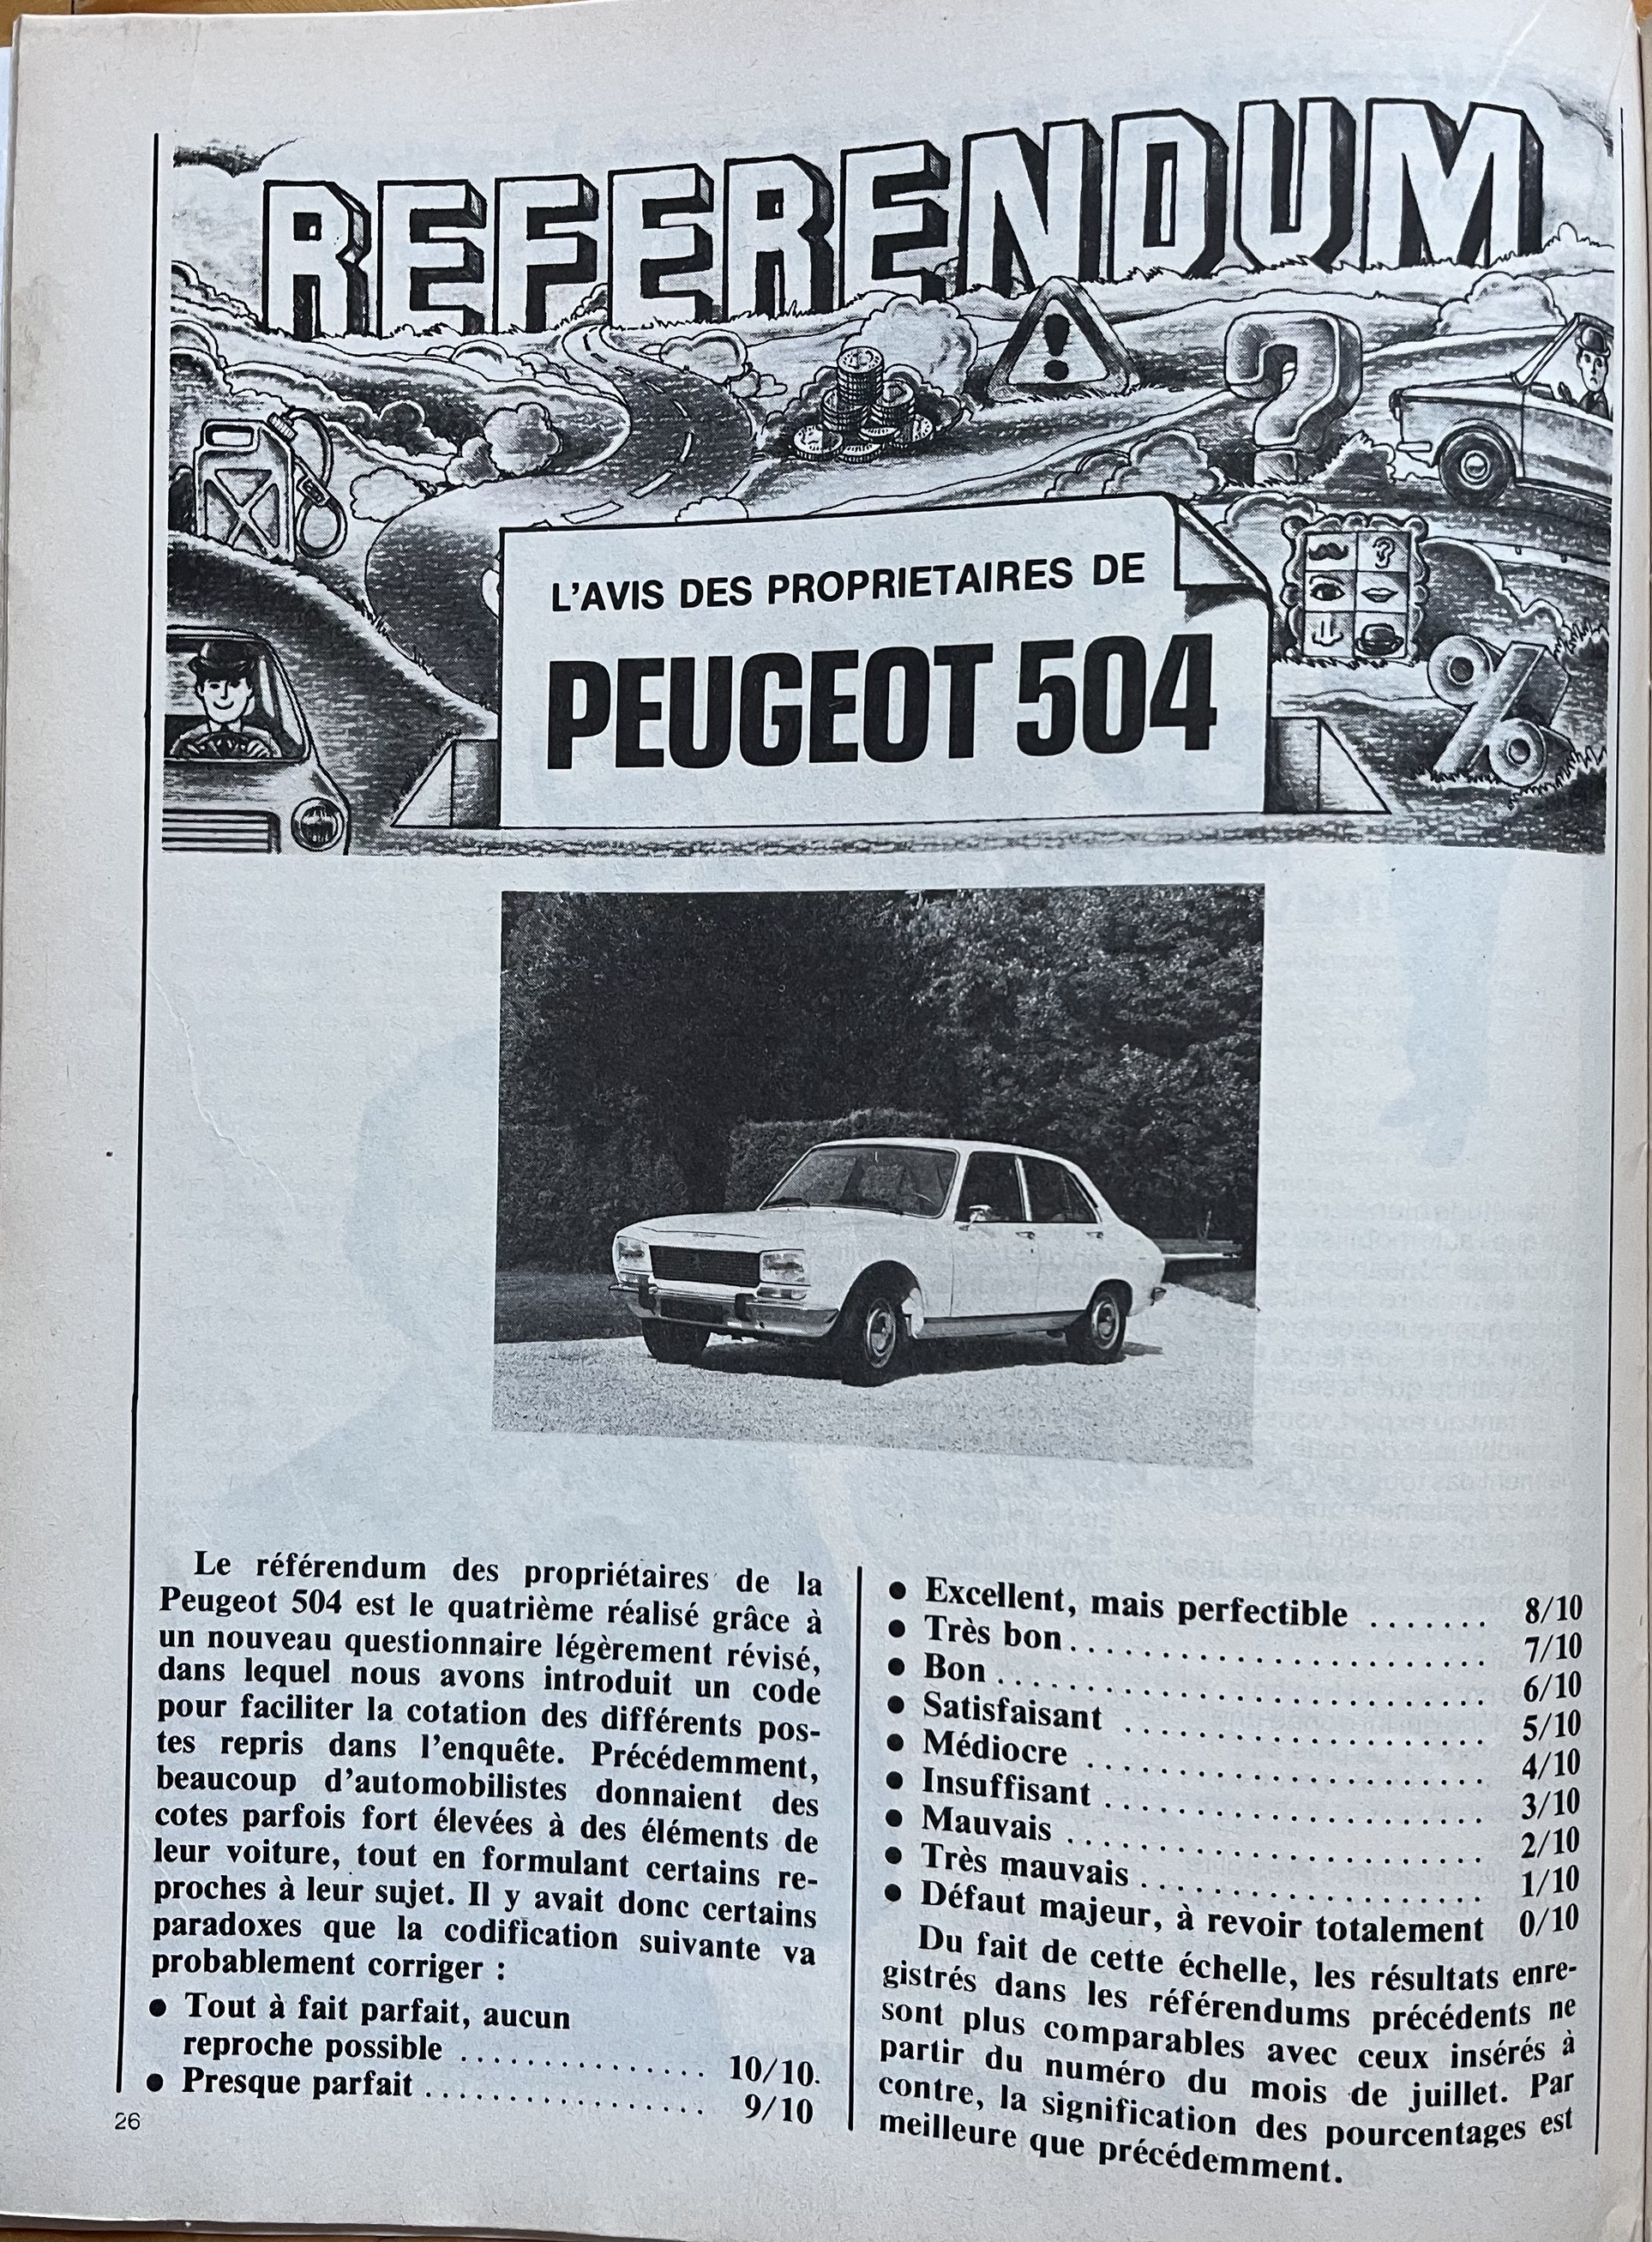 REFERENDUM
L'AVIS DES PROPRIETAIRES DE
PEUGEOT 504
Le référendum des propriétaires de la
Peugeot 504 est le quatrième réalisé grâce à
un nouveau questionnaire légèrement révisé,
dans lequel nous avons introduit un code
pour faciliter la cotation des différents pos-
tes repris dans l'enquête. Précédemment,
beaucoup d'automobilistes donnaient des
cotes parfois fort élevées à des éléments de
leur voiture, tout en formulant certains re-
proches à leur sujet. Il y avait donc certains
paradoxes que la codification suivante va
probablement corriger :
● Tout à fait parfait, aucun
reproche possible .............. 10/10.
● Presque parfait ................ 9/10
● Excellent, mais perfectible ....... 8/10
● Très bon ....................... 7/10
● Bon ........................... 6/10
● Satisfaisant .................... 5/10
● Médiocre ...................... 4/10
● Insuffisant ..................... 3/10
● Mauvais ....................... 2/10
● Très mauvais ................... 1/10
● Défaut majeur, à revoir totalement 0/10
Du fait de cette échelle, les résultats enre-
gistrés dans les référendums précédents ne
sont plus comparables avec ceux insérés à
partir du numéro du mois de juillet. Par
contre, la signification des pourcentages est
meilleure que précédemment.
26